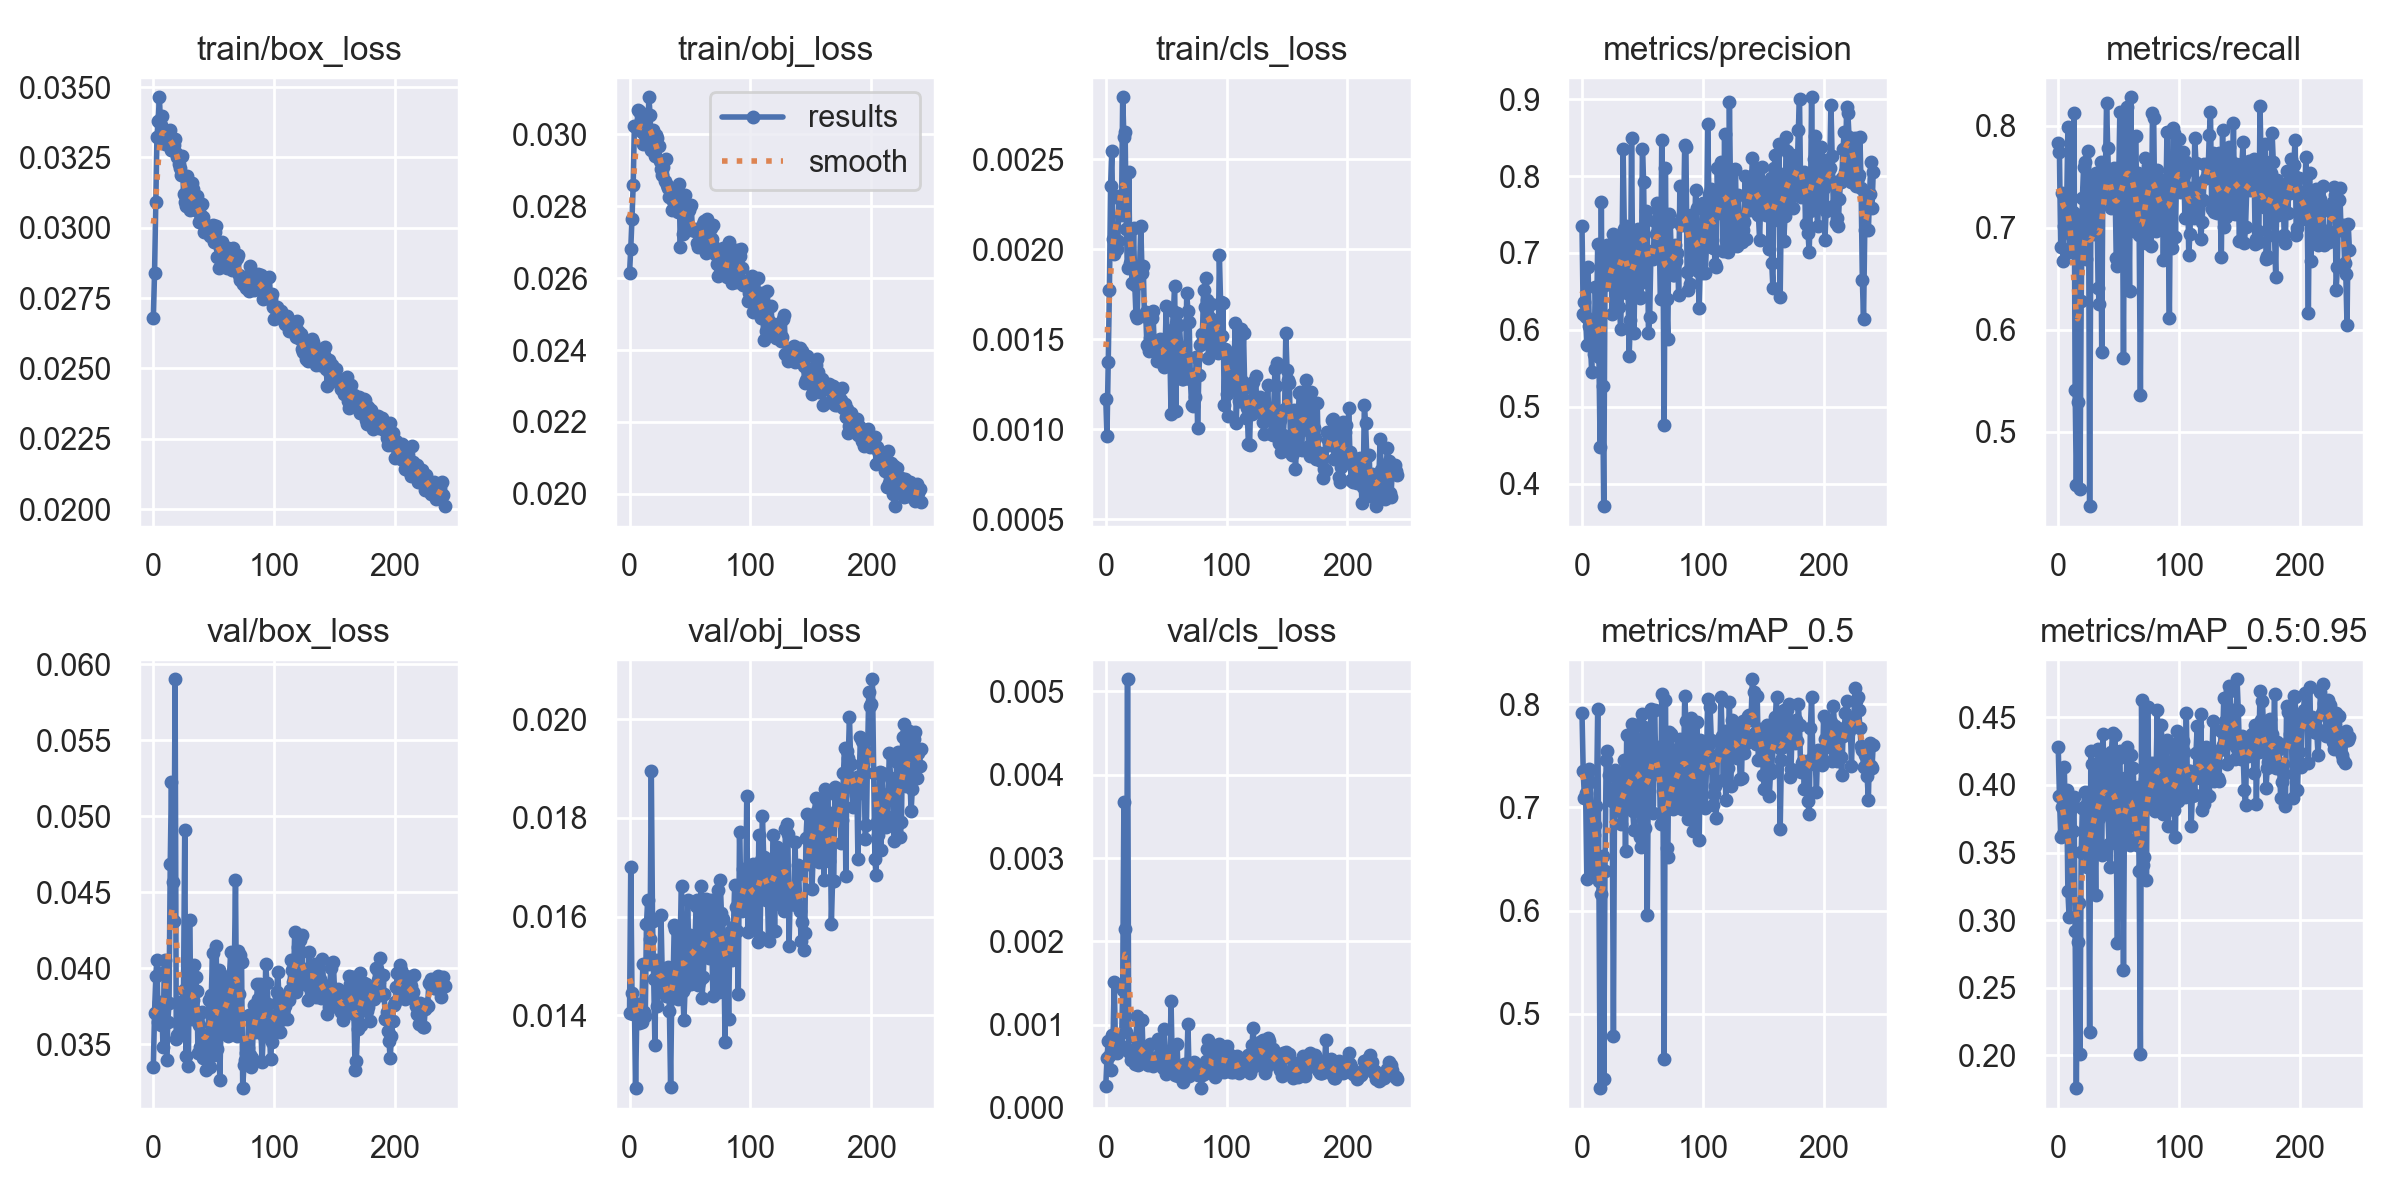 train/box_loss
0.0350
0.0325
0.0300
0.0275
0.0250
0.0225
0.0200
0 100 200
train/obj_loss
results
smooth
0.030
0.028
0.026
0.024
0.022
0.020
0 100 200
train/cls_loss
0.0025
0.0020
0.0015
0.0010
0.0005
0 100 200
metrics/precision
0.9
0.8
0.7
0.6
0.5
0.4
0 100 200
metrics/recall
0.8
0.7
0.6
0.5
0 100 200
val/box_loss
0.060
0.055
0.050
0.045
0.040
0.035
0 100 200
val/obj_loss
0.020
0.018
0.016
0.014
0 100 200
val/cls_loss
0.005
0.004
0.003
0.002
0.001
0.000
0 100 200
metrics/mAP_0.5
0.8
0.7
0.6
0.5
0 100 200
metrics/mAP_0.5:0.95
0.45
0.40
0.35
0.30
0.25
0.20
0 100 200